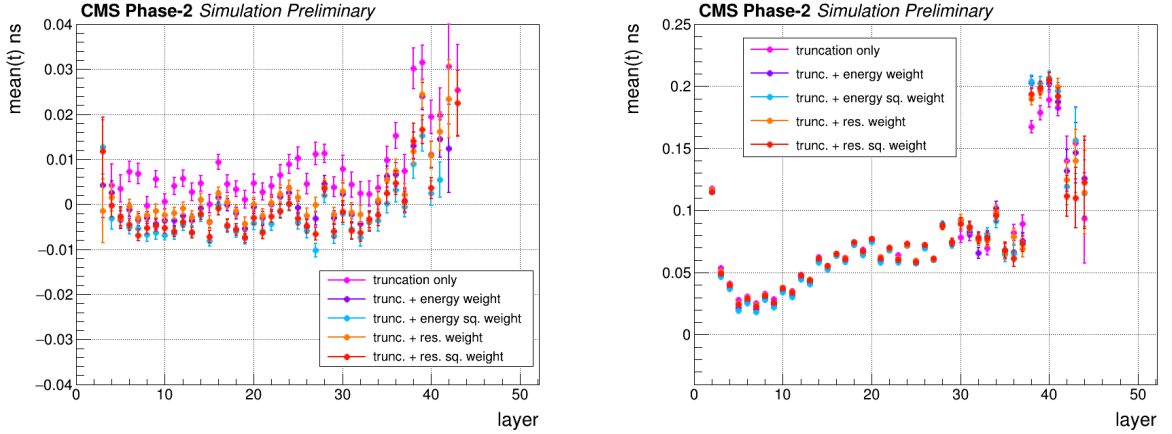 CMS Phase-2 Simulation Preliminary
mean(t) ns
0.04
0.03
0.02
0.01
0
−0.01
−0.02
−0.03
−0.04
truncation only
trunc. + energy weight
trunc. + energy sq. weight
trunc. + res. weight
trunc. + res. sq. weight
0 10 20 30 40 50
layer
CMS Phase-2 Simulation Preliminary
mean(t) ns
0.25
0.2
0.15
0.1
0.05
0
truncation only
trunc. + energy weight
trunc. + energy sq. weight
trunc. + res. weight
trunc. + res. sq. weight
0 10 20 30 40 50
layer